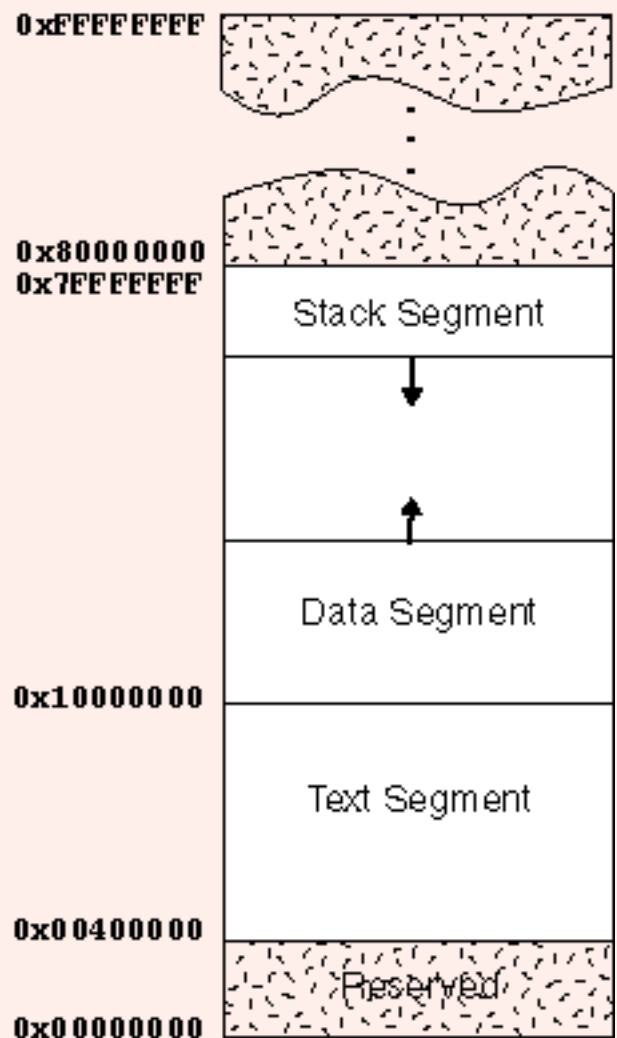 0xFFFFFFFF
0x80000000
0x7FFFFFFF
Stack Segment
Data Segment
0x10000000
Text Segment
0x00400000
Reserved
0x00000000